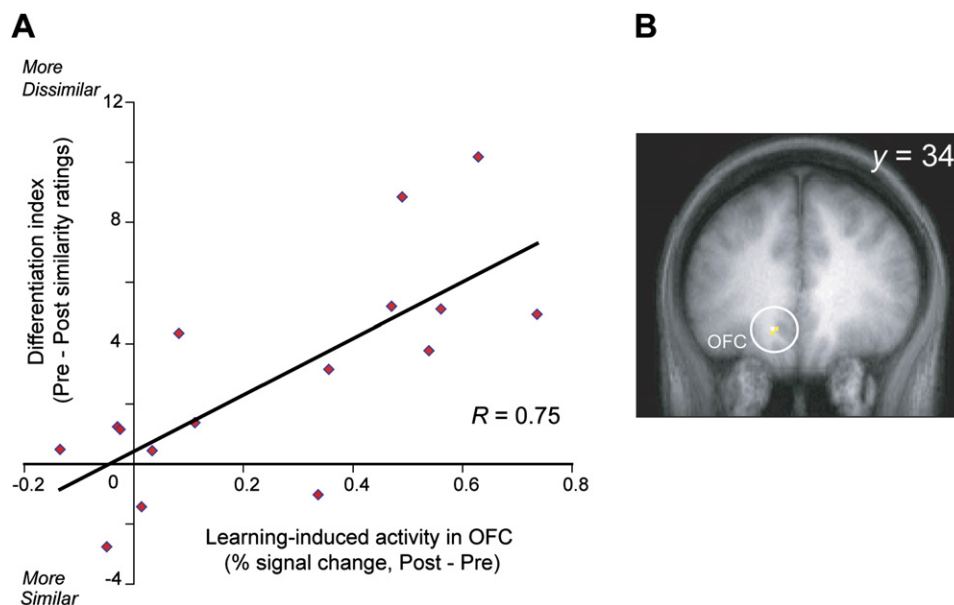 A
More
Dissimilar
12
8
4
0
-4
Differentiation index
(Pre - Post similarity ratings)
R = 0.75
-0.2
0.2
0.4
0.6
0.8
Learning-induced activity in OFC
(% signal change, Post - Pre)
More
Similar
B
y = 34
OFC